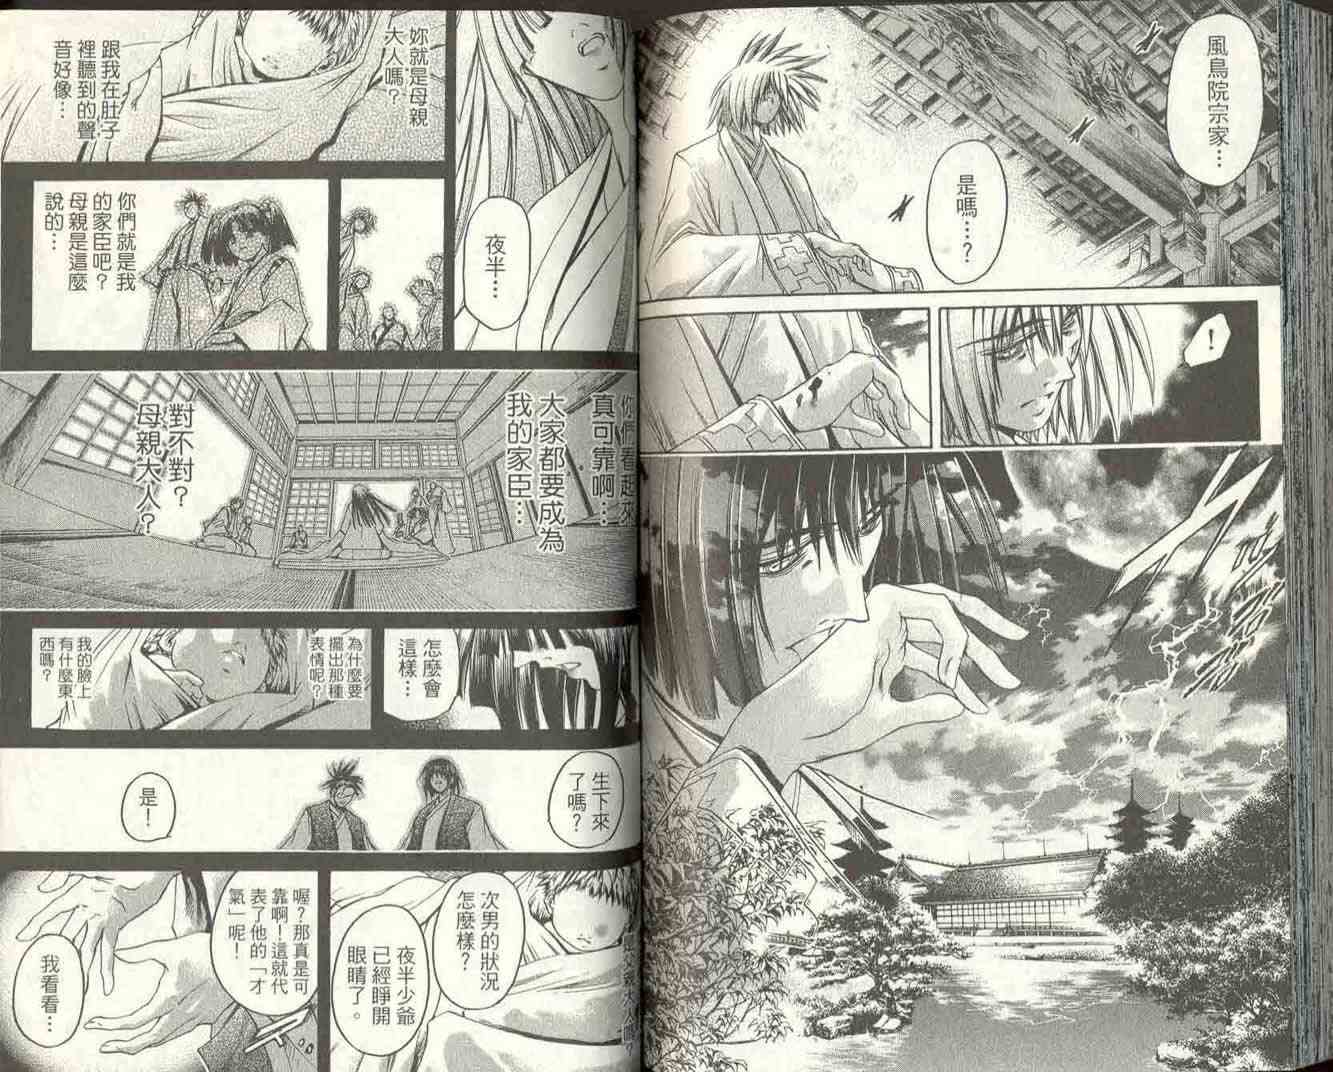 風鳥院宗家…
是嗎…?
!
夜半…
妳就是母親
大人嗎?
跟我在肚子
裡聽到的聲
音好像…
你們就是我
的家臣吧?
母親是這麼
說的…
你們看起來
真可靠啊…
大家都要成為
我的家臣…
對不對?
母親大人?
怎麼會
這樣…
為什麼要
擺出那種
表情呢?
我的臉上
有什麼東
西嗎?
生下來
了嗎?
是!
次男的狀況
怎麼樣?
夜半少爺
已經睜開
眼睛了。
喔?那真是可
靠啊!這就代
表了他的「才
氣」呢!
我看看…